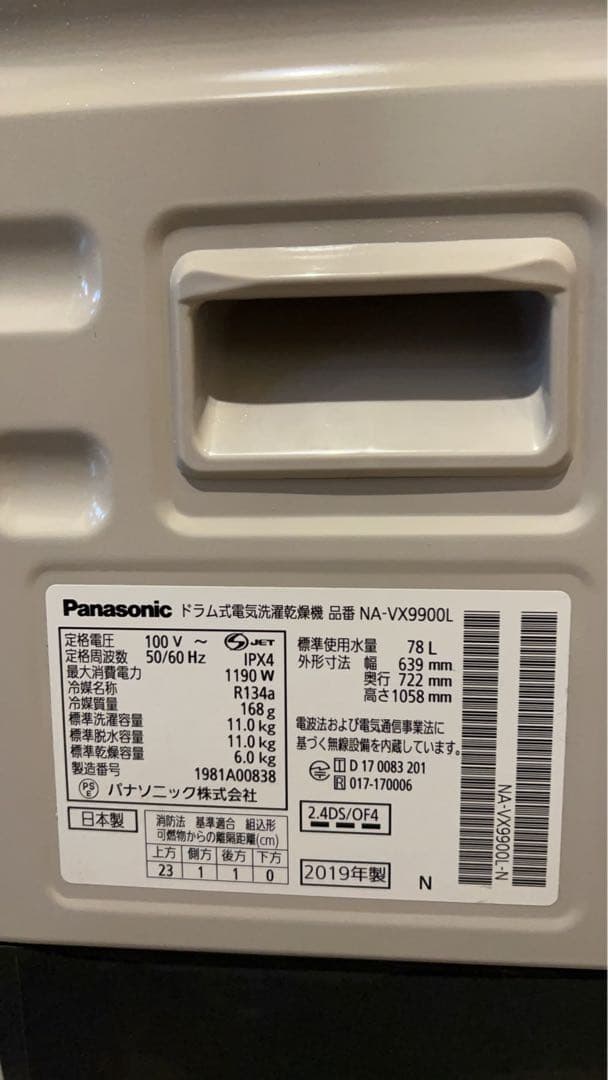 Panasonic ドラム式電気洗濯乾燥機 品番 NA-VX9900L
定格電圧 100 V ～ S JET
定格周波数 50/60 Hz IPX4
最大消費電力 1190 W
冷媒名称 R134a
冷媒質量 168 g
標準洗濯容量 11.0 kg
標準脱水容量 11.0 kg
標準乾燥容量 6.0 kg
製造番号 1981A00838
PSE パナソニック株式会社
標準使用水量 78 L
外形寸法 幅 639 mm
奥行 722 mm
高さ 1058 mm
電波法および電気通信事業法に
基づく無線設備を内蔵しています。
T D 17 0083 201
R 017-170006
日本製
消防法 基準適合 組込形
可燃物からの離隔距離(cm)
上方 側方 後方 下方
23 1 1 0
2.4DS/OF4
2019年製
N
NA-VX9900L-N